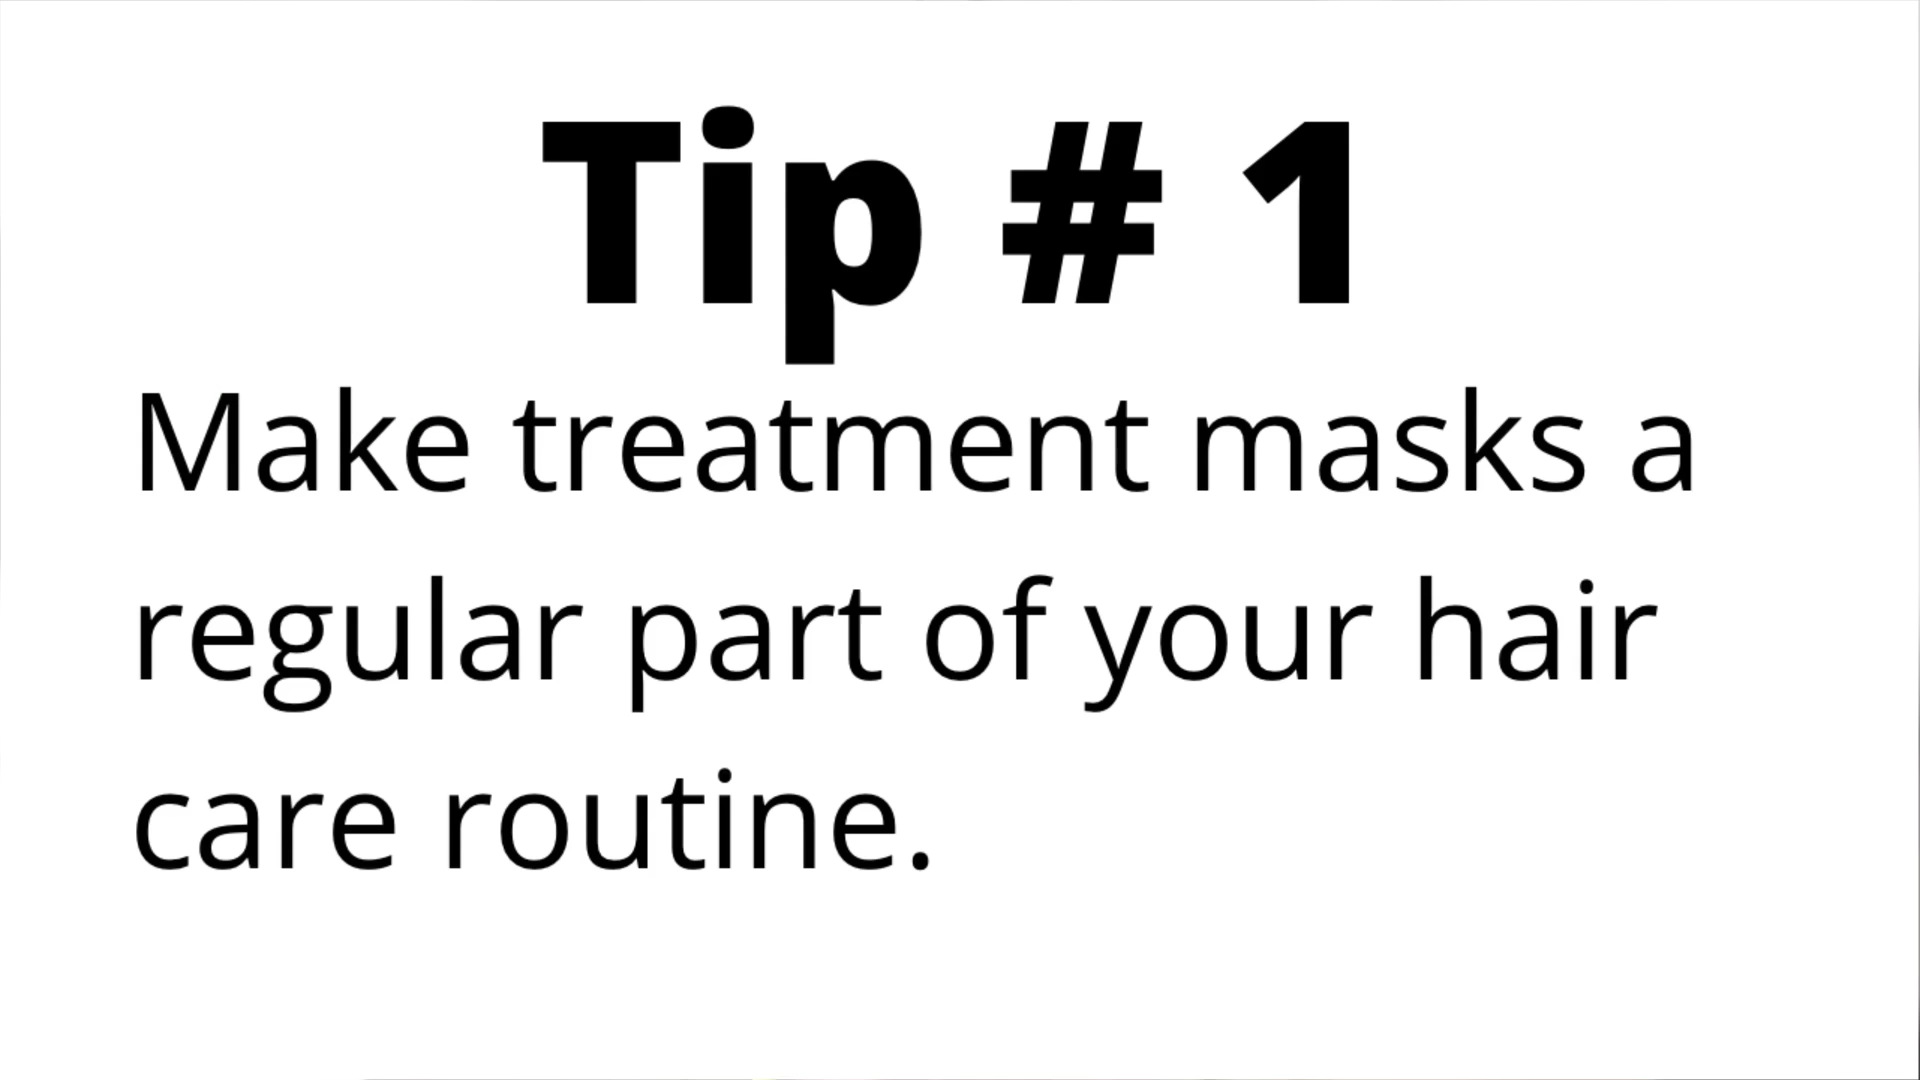 Tip # 1
Make treatment masks a
regular part of your hair
care routine.